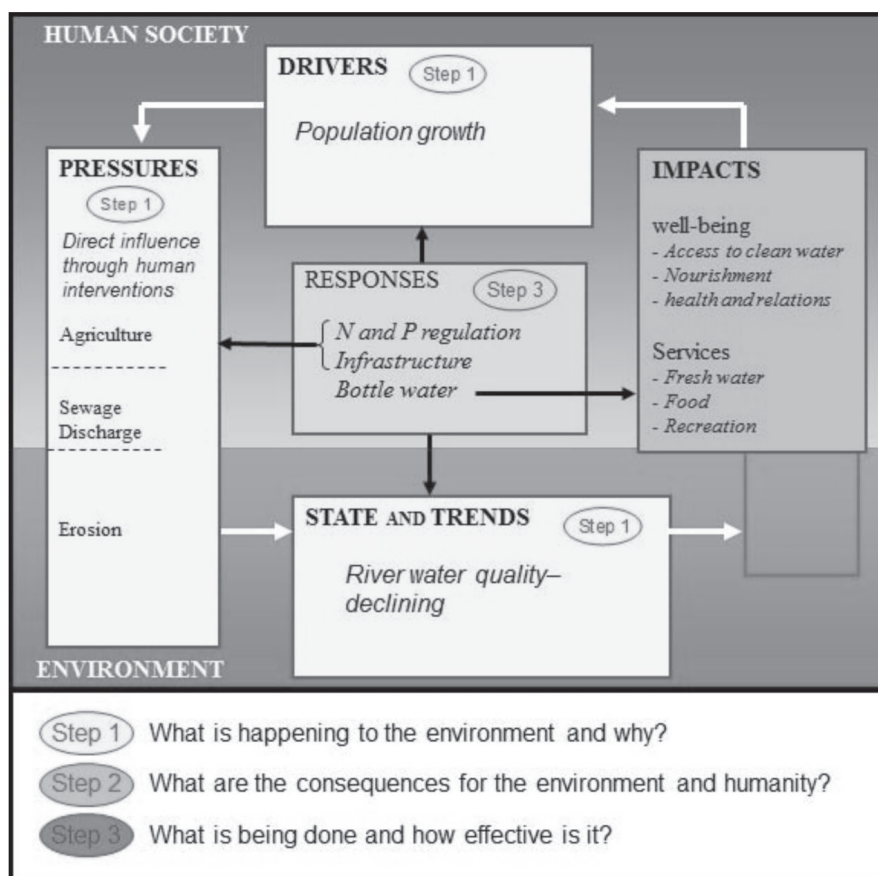 HUMAN SOCIETY
DRIVERS
Step 1
Population growth
PRESSURES
Step 1
Direct influence
through human
interventions
Agriculture
Sewage
Discharge
Erosion
RESPONSES
Step 3
N and P regulation
Infrastructure
Bottle water
IMPACTS
well-being
- Access to clean water
- Nourishment
- health and relations
Services
- Fresh water
- Food
- Recreation
STATE AND TRENDS
Step 1
River water quality–
declining
ENVIRONMENT
Step 1 What is happening to the environment and why?
Step 2 What are the consequences for the environment and humanity?
Step 3 What is being done and how effective is it?